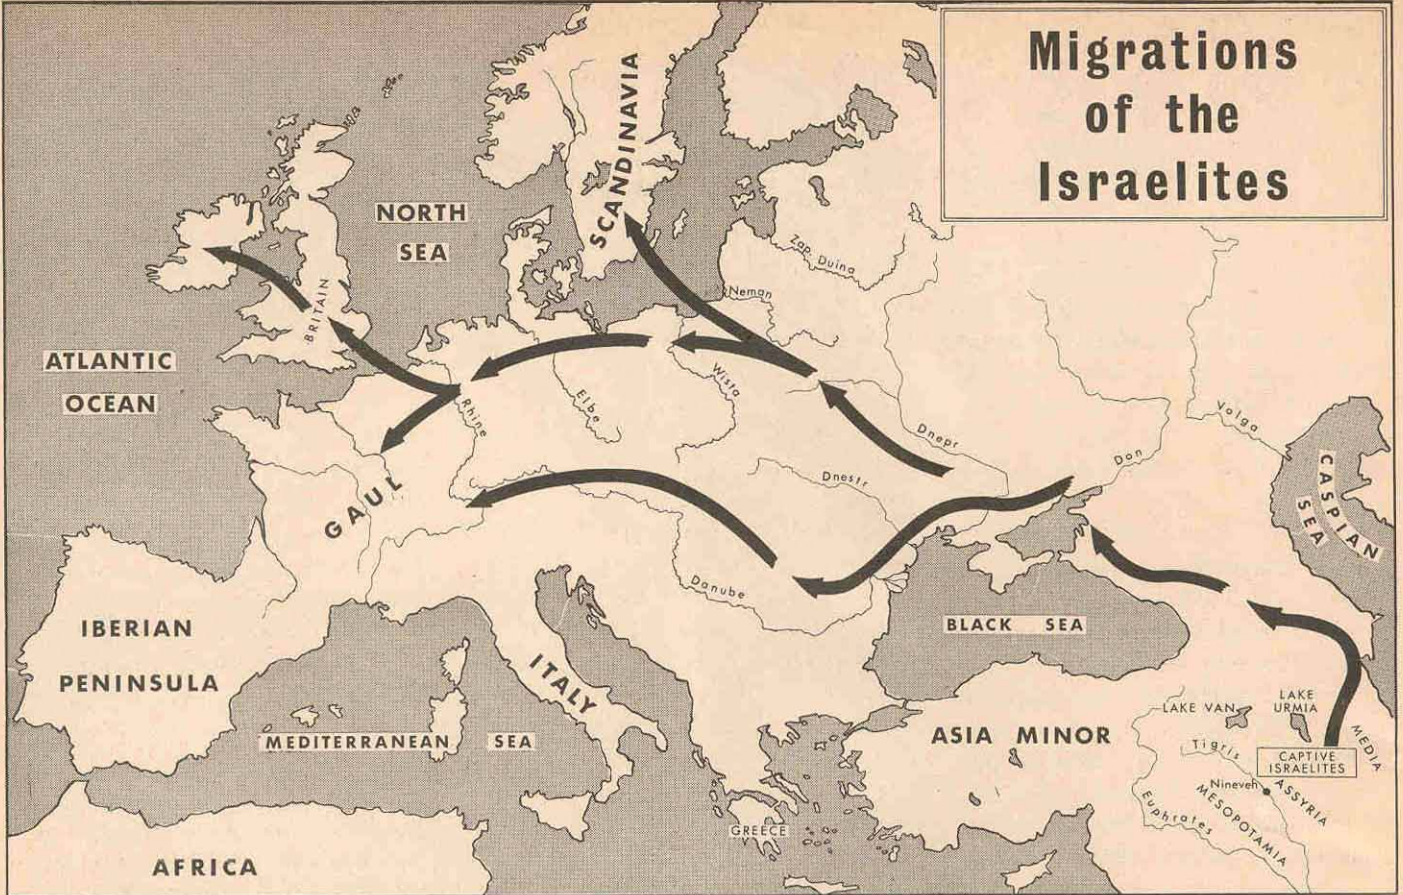 Migrations
of the
Israelites
SCANDINAVIA
NORTH
SEA
Zap Duina
Neman
BRITAIN
ATLANTIC
OCEAN
Rhine
Elbe
Wista
Dnepr
Dnestr
Don
Volga
CASPIAN
SEA
GAUL
Danube
BLACK SEA
IBERIAN
PENINSULA
ITALY
MEDITERRANEAN SEA
ASIA MINOR
LAKE VAN
LAKE
URMIA
MEDIA
CAPTIVE
ISRAELITES
Tigris
Nineveh
ASSYRIA
MESOPOTAMIA
Euphrates
GREECE
AFRICA